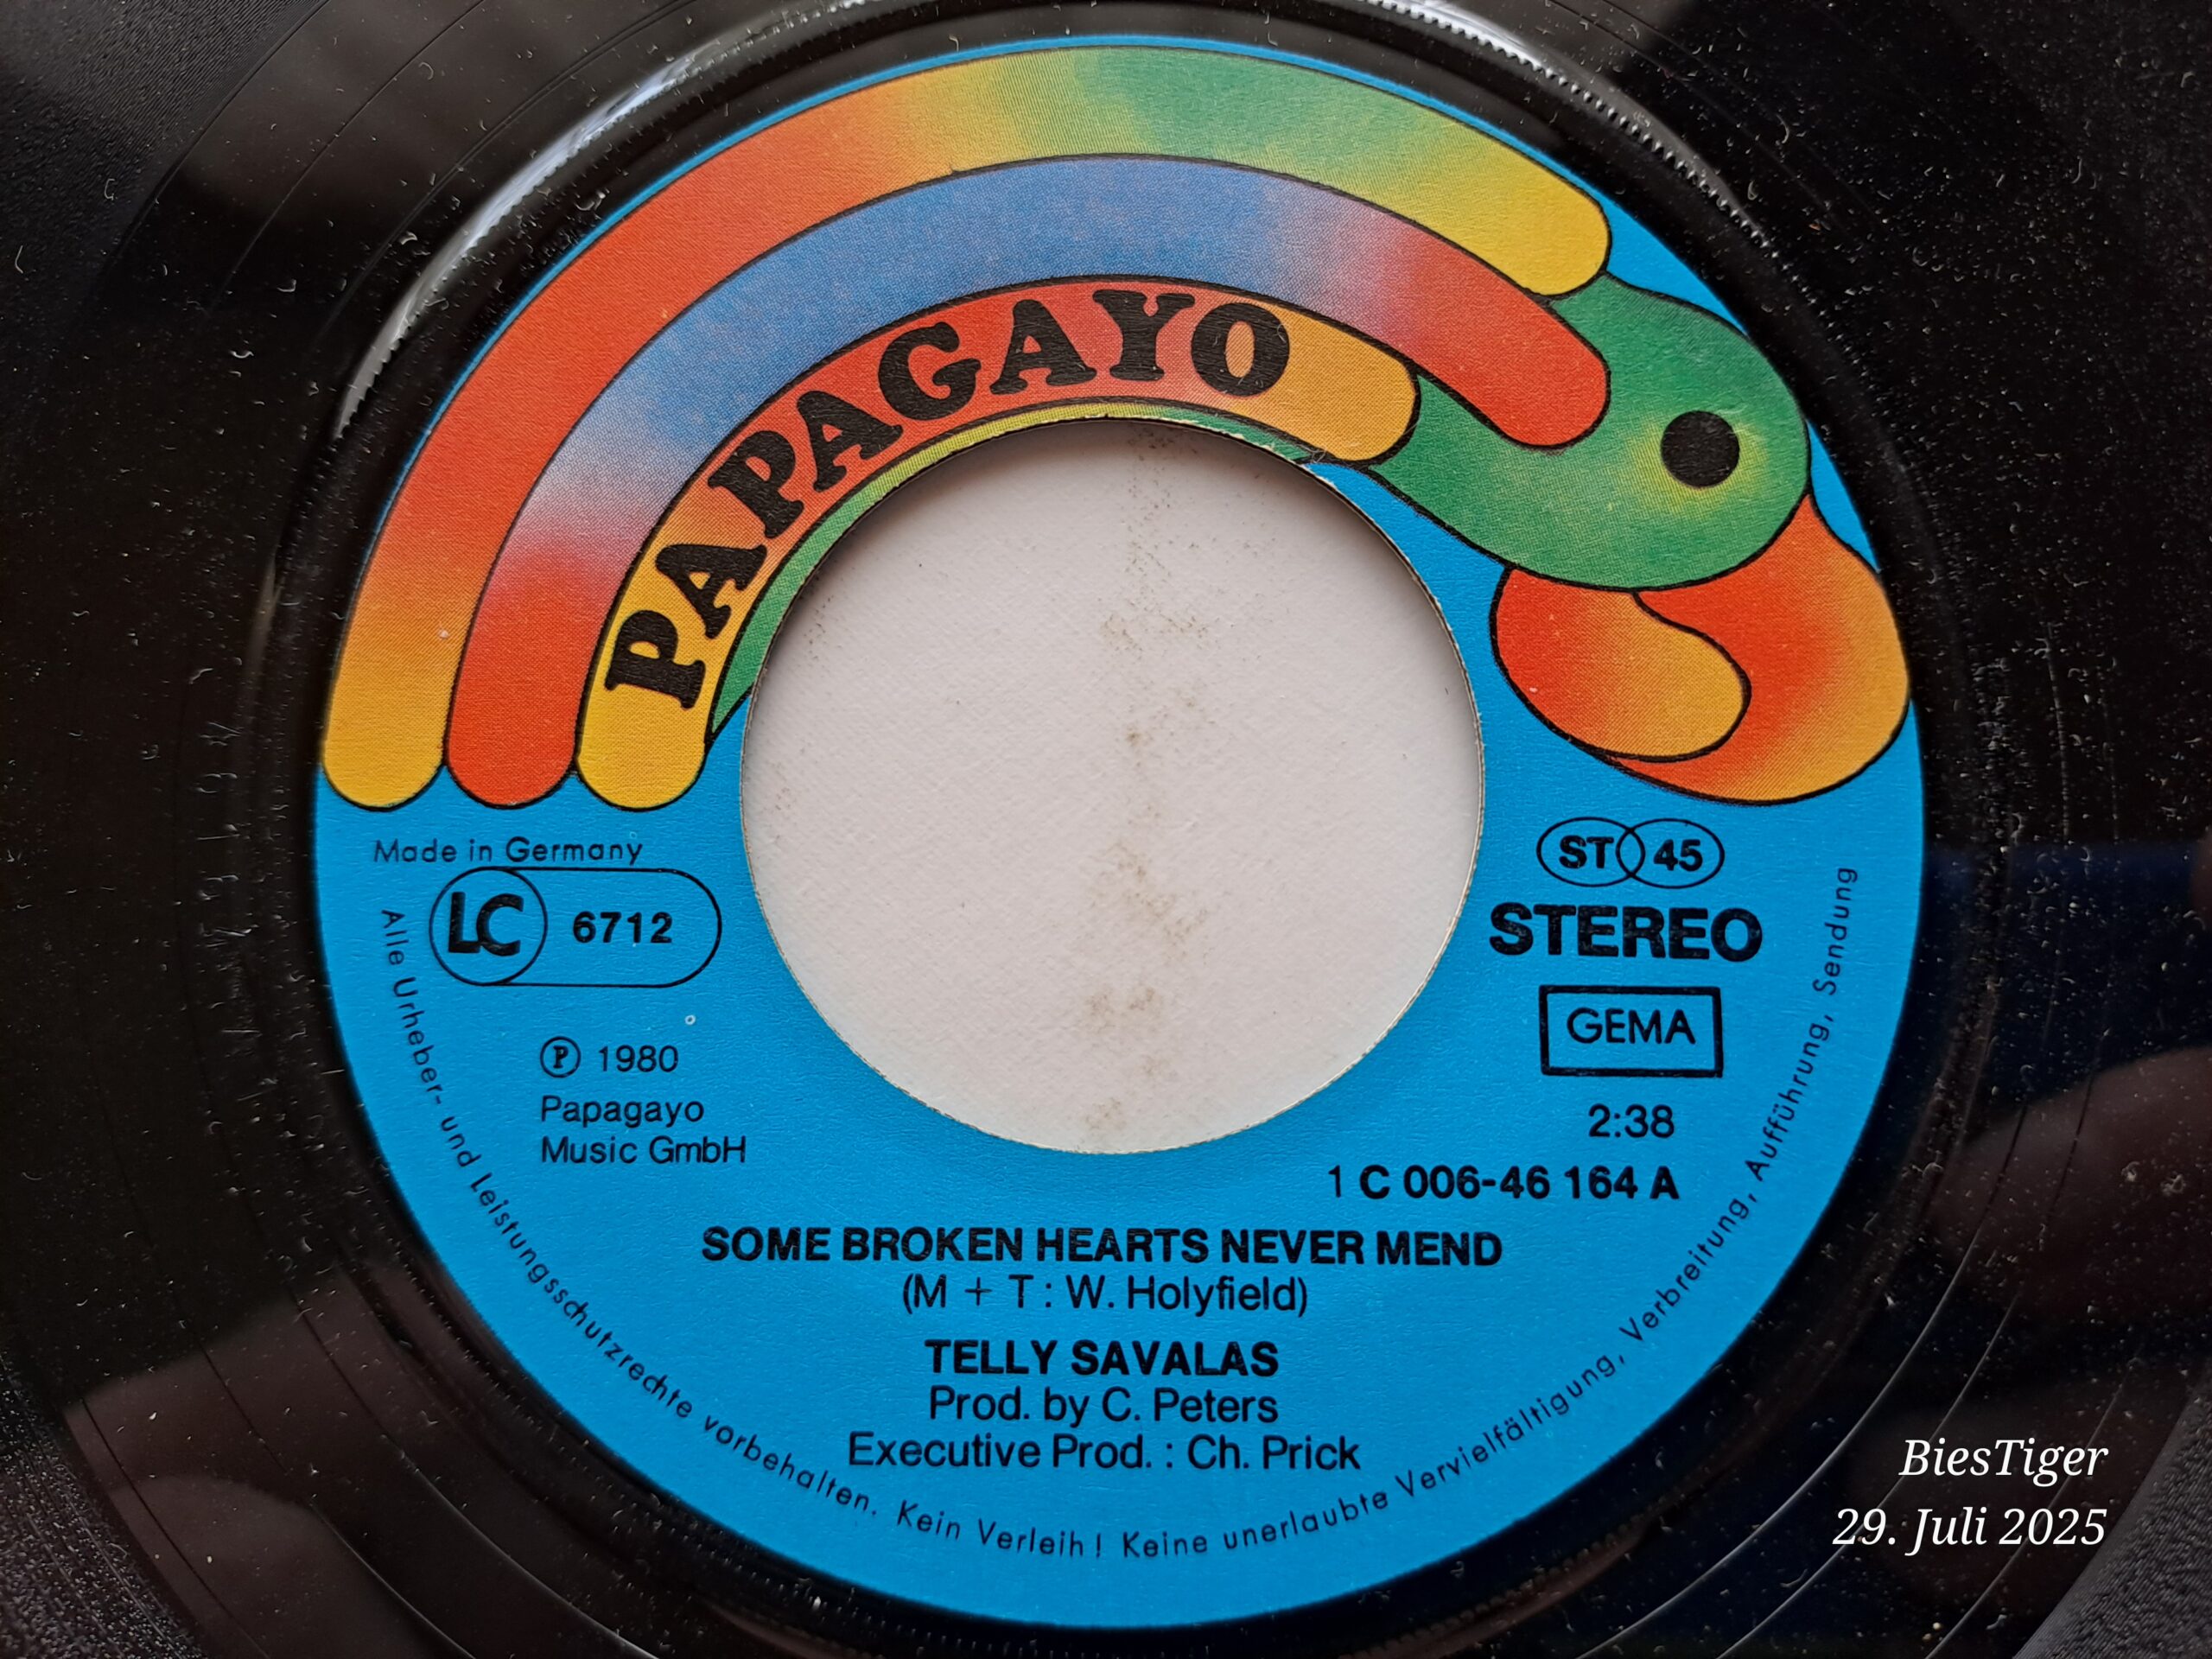 PAPAGAYO
Made in Germany
LC 6712
ST 45
STEREO
GEMA
℗ 1980
Papagayo
Music GmbH
2:38
1 C 006-46 164 A
SOME BROKEN HEARTS NEVER MEND
(M + T : W. Holyfield)
TELLY SAVALAS
Prod. by C. Peters
Executive Prod. : Ch. Prick
Alle Urheber- und Leistungsschutzrechte vorbehalten. Kein Verleih! Keine unerlaubte Vervielfältigung, Verbreitung, Aufführung, Sendung
BiesTiger
29. Juli 2025